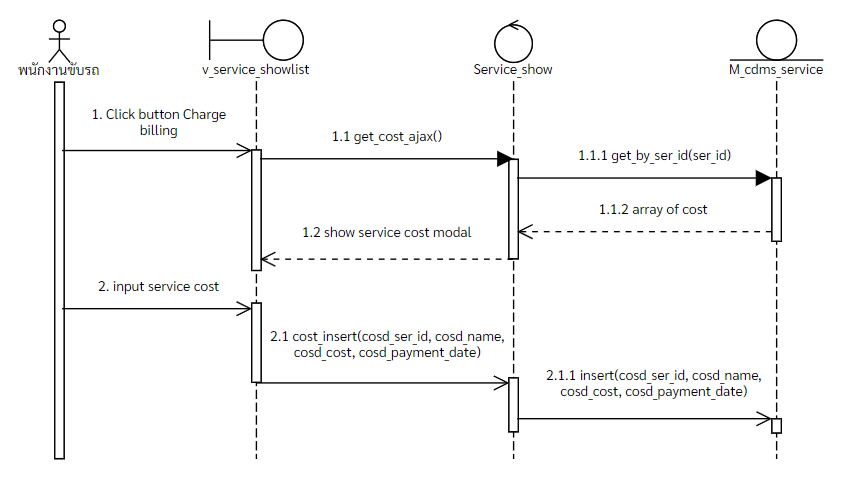 พนักงานขับรถ
v_service_showlist
Service_show
M_cdms_service
1. Click button Charge
billing
1.1 get_cost_ajax()
1.1.1 get_by_ser_id(ser_id)
1.1.2 array of cost
1.2 show service cost modal
2. input service cost
2.1 cost_insert(cosd_ser_id, cosd_name,
cosd_cost, cosd_payment_date)
2.1.1 insert(cosd_ser_id, cosd_name,
cosd_cost, cosd_payment_date)